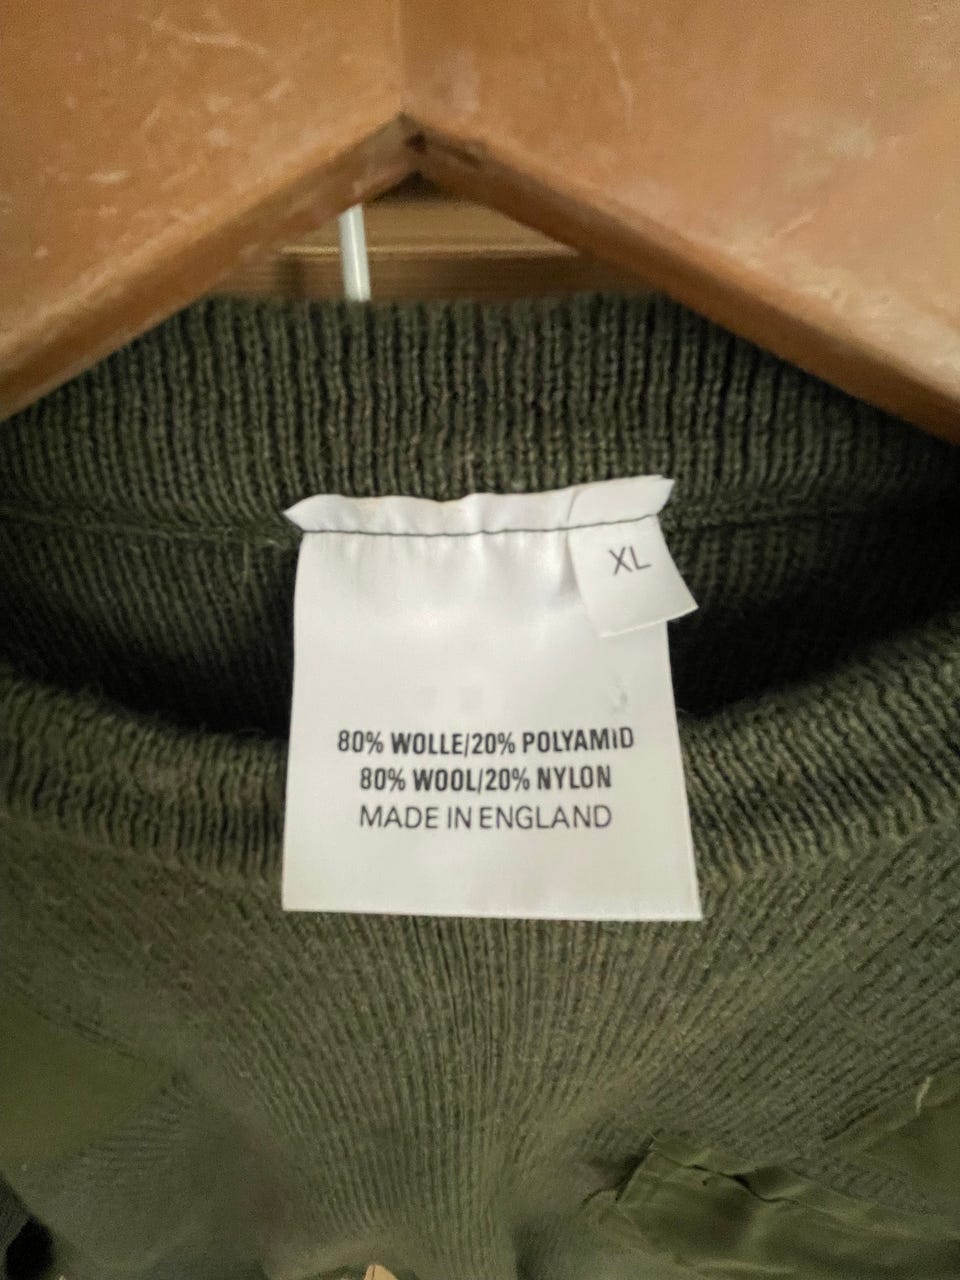 XL
80% WOLLE/20% POLYAMID
80% WOOL/20% NYLON
MADE IN ENGLAND